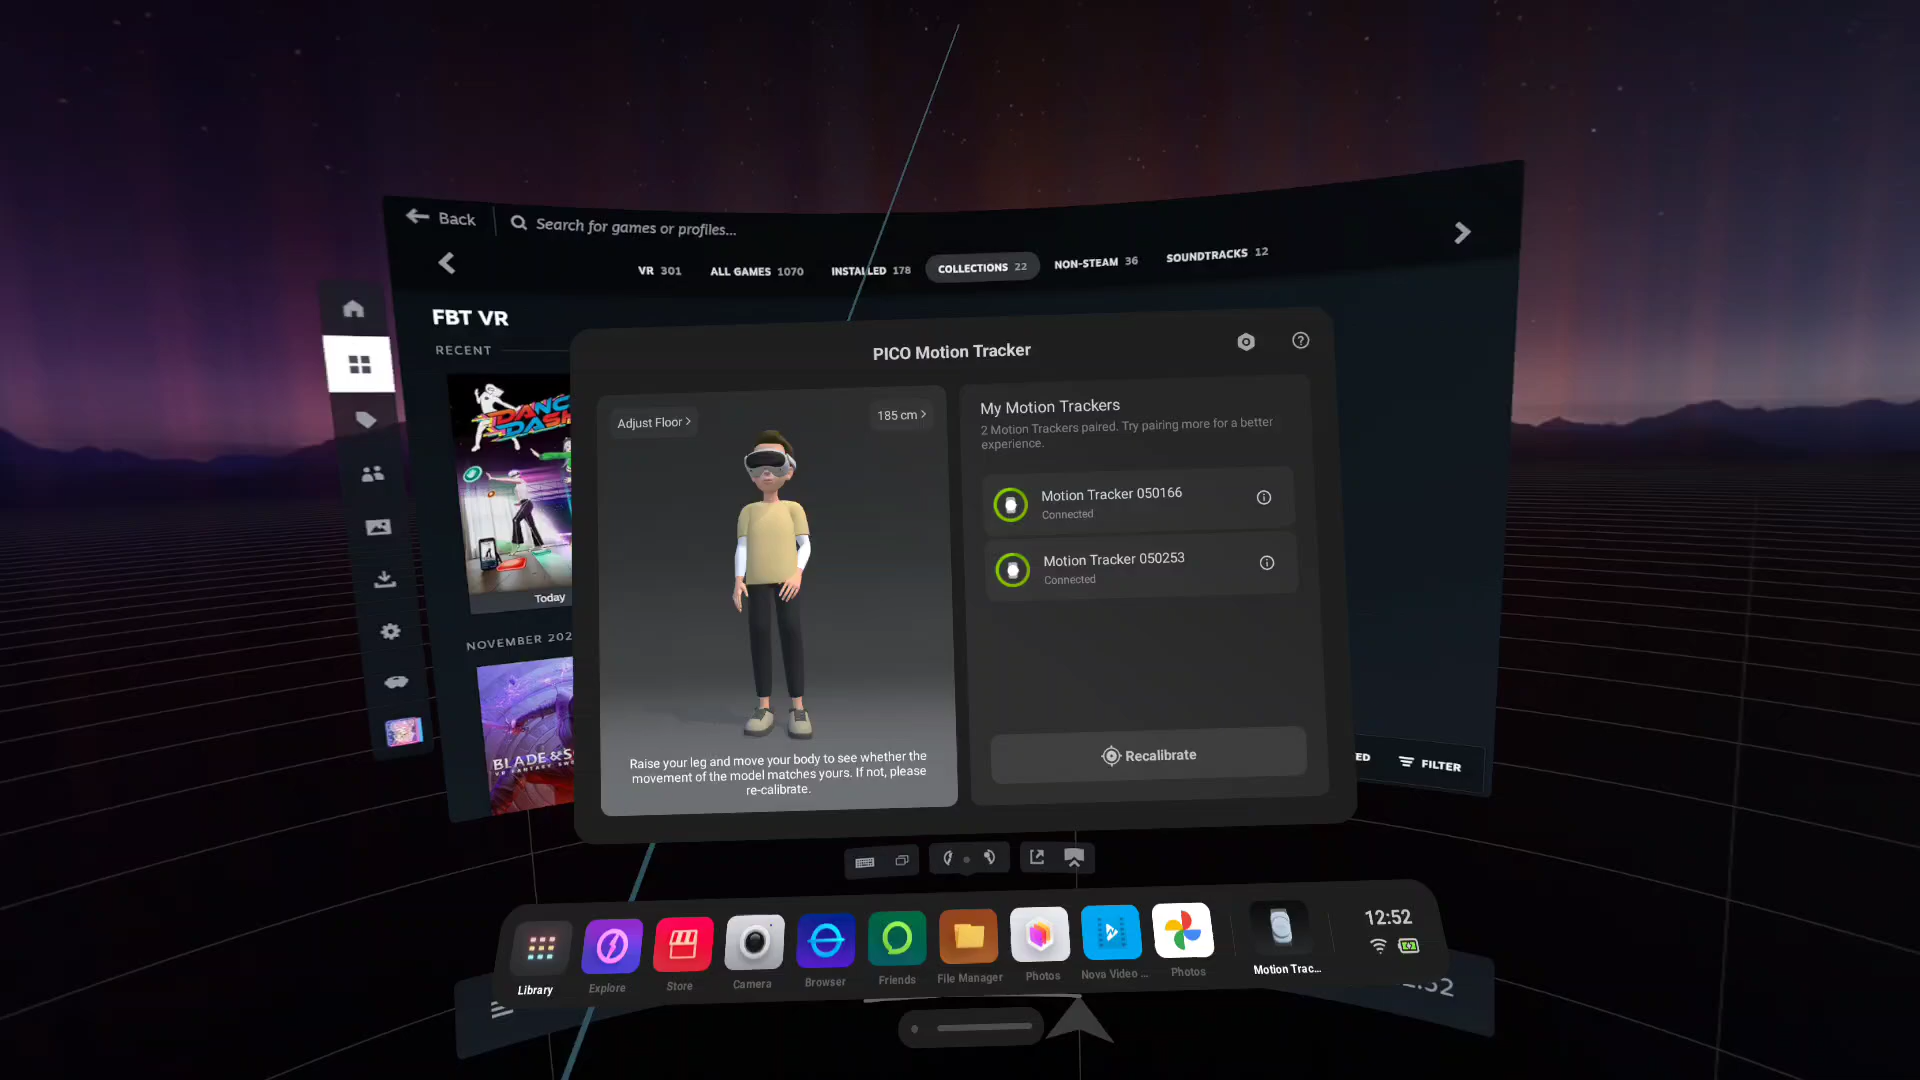 Back
Search for games or profiles...
VR 301
ALL GAMES 1070
INSTALLED 178
COLLECTIONS 22
NON-STEAM 36
SOUNDTRACKS 12
FBT VR
RECENT
Today
NOVEMBER 202
BLADE & SO
FILTER
PICO Motion Tracker
Adjust Floor >
185 cm >
Raise your leg and move your body to see whether the
movement of the model matches yours. If not, please
re-calibrate.
My Motion Trackers
2 Motion Trackers paired. Try pairing more for a better
experience.
Motion Tracker 050166
Connected
Motion Tracker 050253
Connected
Recalibrate
Library
Explore
Store
Camera
Browser
Friends
File Manager
Photos
Nova Video ...
Photos
Motion Trac...
12:52